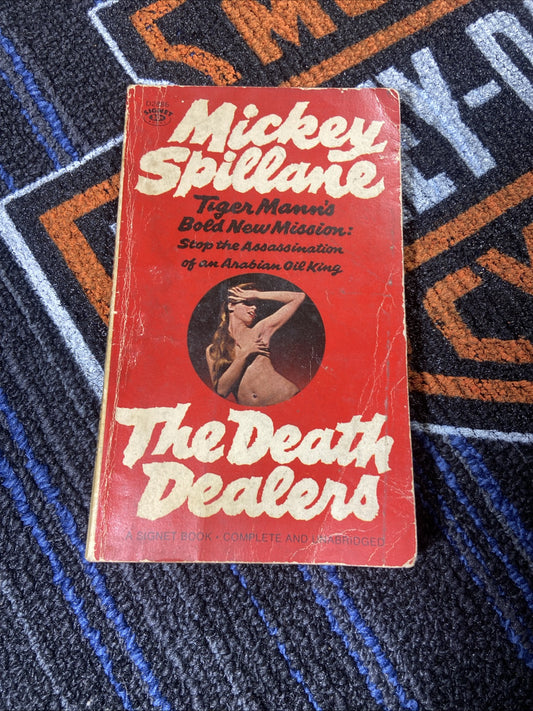 SIGNET
Mickey
Spillane
Tiger Mann's
Bold New Mission:
Stop the Assassination
of an Arabian Oil King
The Death
Dealers
A SIGNET BOOK • COMPLETE AND UNABRIDGED